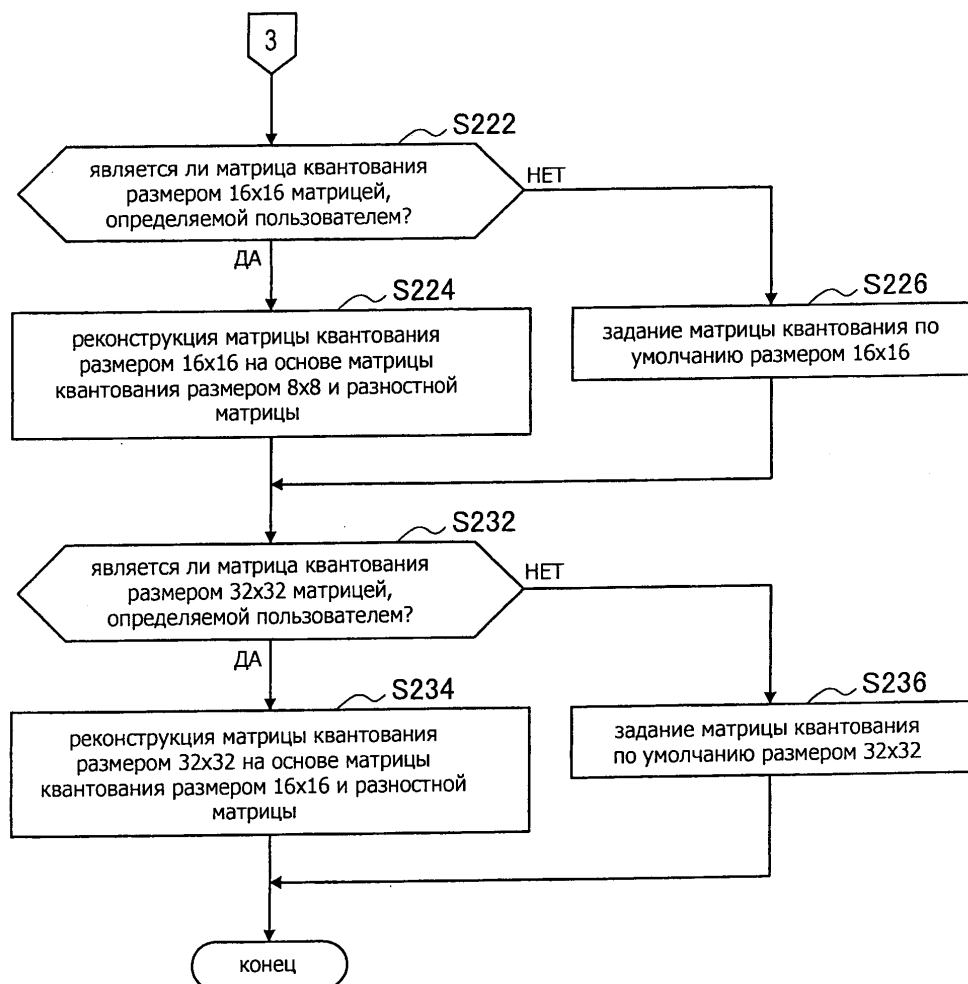 3
S222
является ли матрица квантования
размером 16x16 матрицей,
определяемой пользователем?
НЕТ
ДА
S224
реконструкция матрицы квантования
размером 16x16 на основе матрицы
квантования размером 8x8 и разностной
матрицы
S226
задание матрицы квантования по
умолчанию размером 16x16
S232
является ли матрица квантования
размером 32x32 матрицей,
определяемой пользователем?
НЕТ
ДА
S234
реконструкция матрицы квантования
размером 32x32 на основе матрицы
квантования размером 16x16 и разностной
матрицы
S236
задание матрицы квантования
по умолчанию размером 32x32
конец